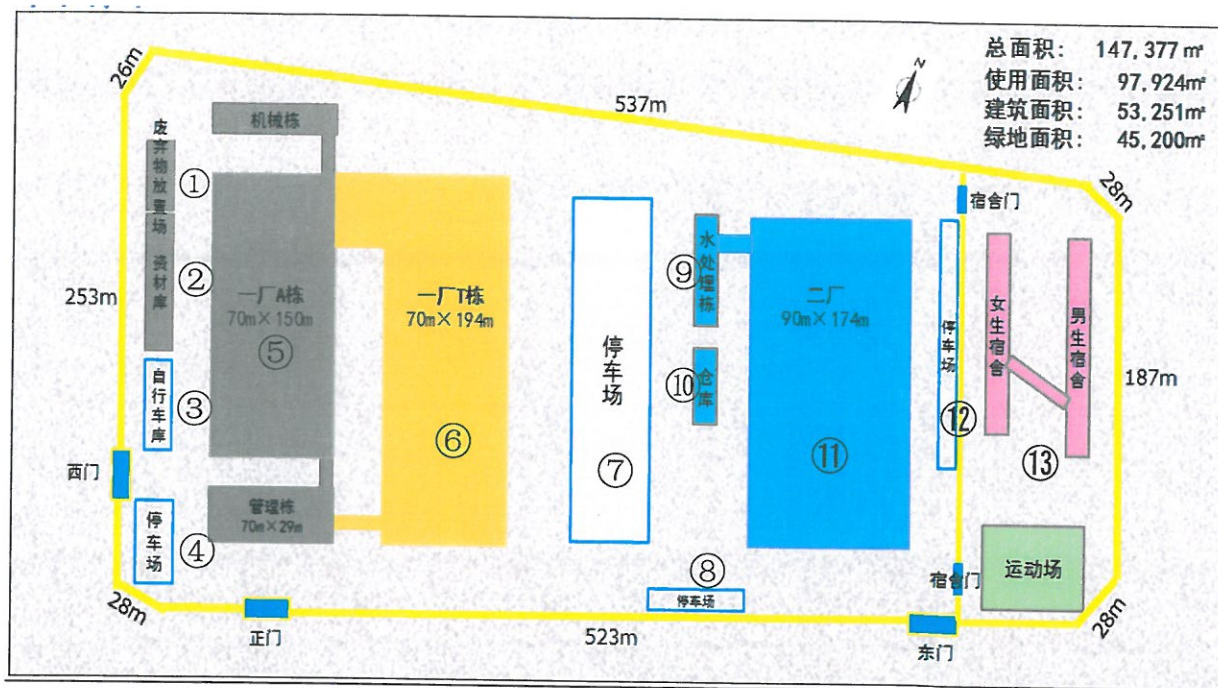 总面积： 147,377㎡
使用面积： 97,924㎡
建筑面积： 53,251㎡
绿地面积： 45,200㎡
N
26m
537m
28m
机械栋
废弃物放置场
①
资材库
②
253m
自行车库
③
西门
停车场
④
28m
一厂A栋
70m×150m
⑤
管理栋
70m×29m
正门
一厂T栋
70m×194m
⑥
停车场
⑦
停车场
⑧
523m
水处理栋
⑨
仓库
⑩
二厂
90m×174m
⑪
宿舍门
停车场
⑫
女生宿舍
男生宿舍
⑬
187m
宿舍门
运动场
东门
28m